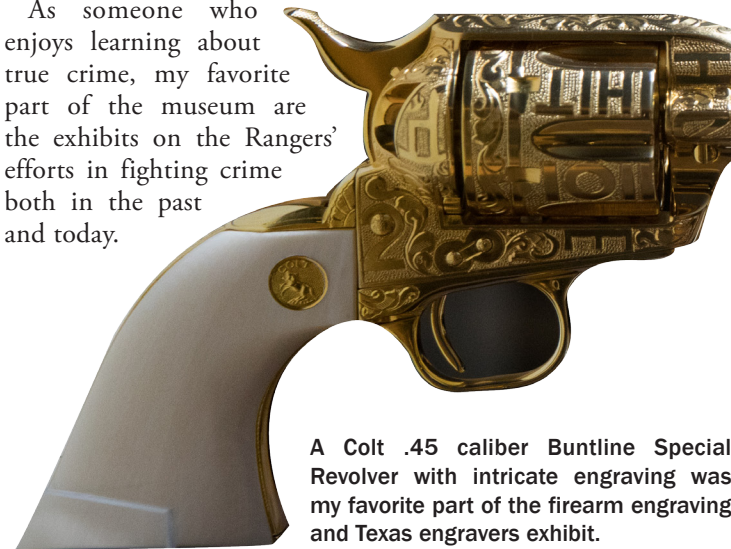 As someone who
enjoys learning about
true crime, my favorite
part of the museum are
the exhibits on the Rangers’
efforts in fighting crime
both in the past
and today.
COLT
A Colt .45 caliber Buntline Special
Revolver with intricate engraving was
my favorite part of the firearm engraving
and Texas engravers exhibit.